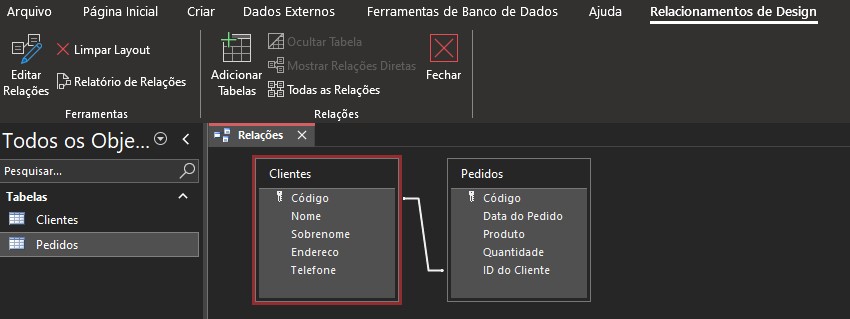 Arquivo Página Inicial Criar Dados Externos Ferramentas de Banco de Dados Ajuda Relacionamentos de Design
Editar
Relações
Limpar Layout
Relatório de Relações
Ferramentas
Adicionar
Tabelas
Ocultar Tabela
Mostrar Relações Diretas
Todas as Relações
Fechar
Relações
Todos os Obje...
Pesquisar...
Tabelas
Clientes
Pedidos
Relações
Clientes
Código
Nome
Sobrenome
Endereco
Telefone
Pedidos
Código
Data do Pedido
Produto
Quantidade
ID do Cliente